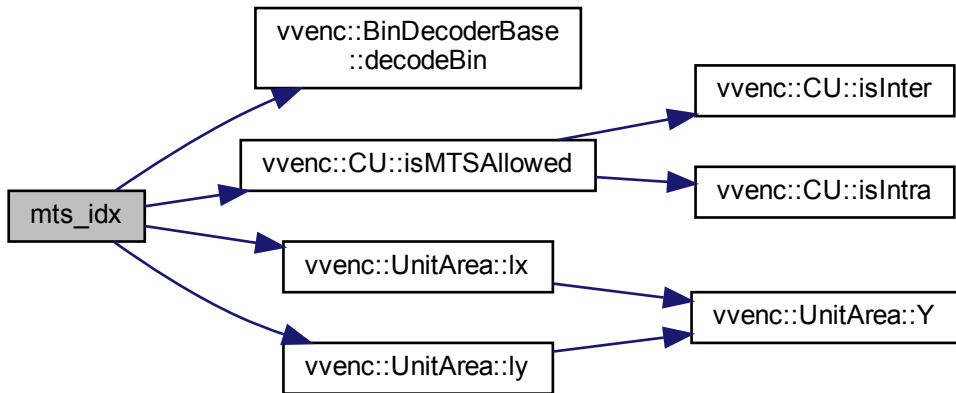 vvenc::BinDecoderBase
::decodeBin
vvenc::CU::isInter
vvenc::CU::isMTSAllowed
vvenc::CU::isIntra
mts_idx
vvenc::UnitArea::lx
vvenc::UnitArea::Y
vvenc::UnitArea::ly